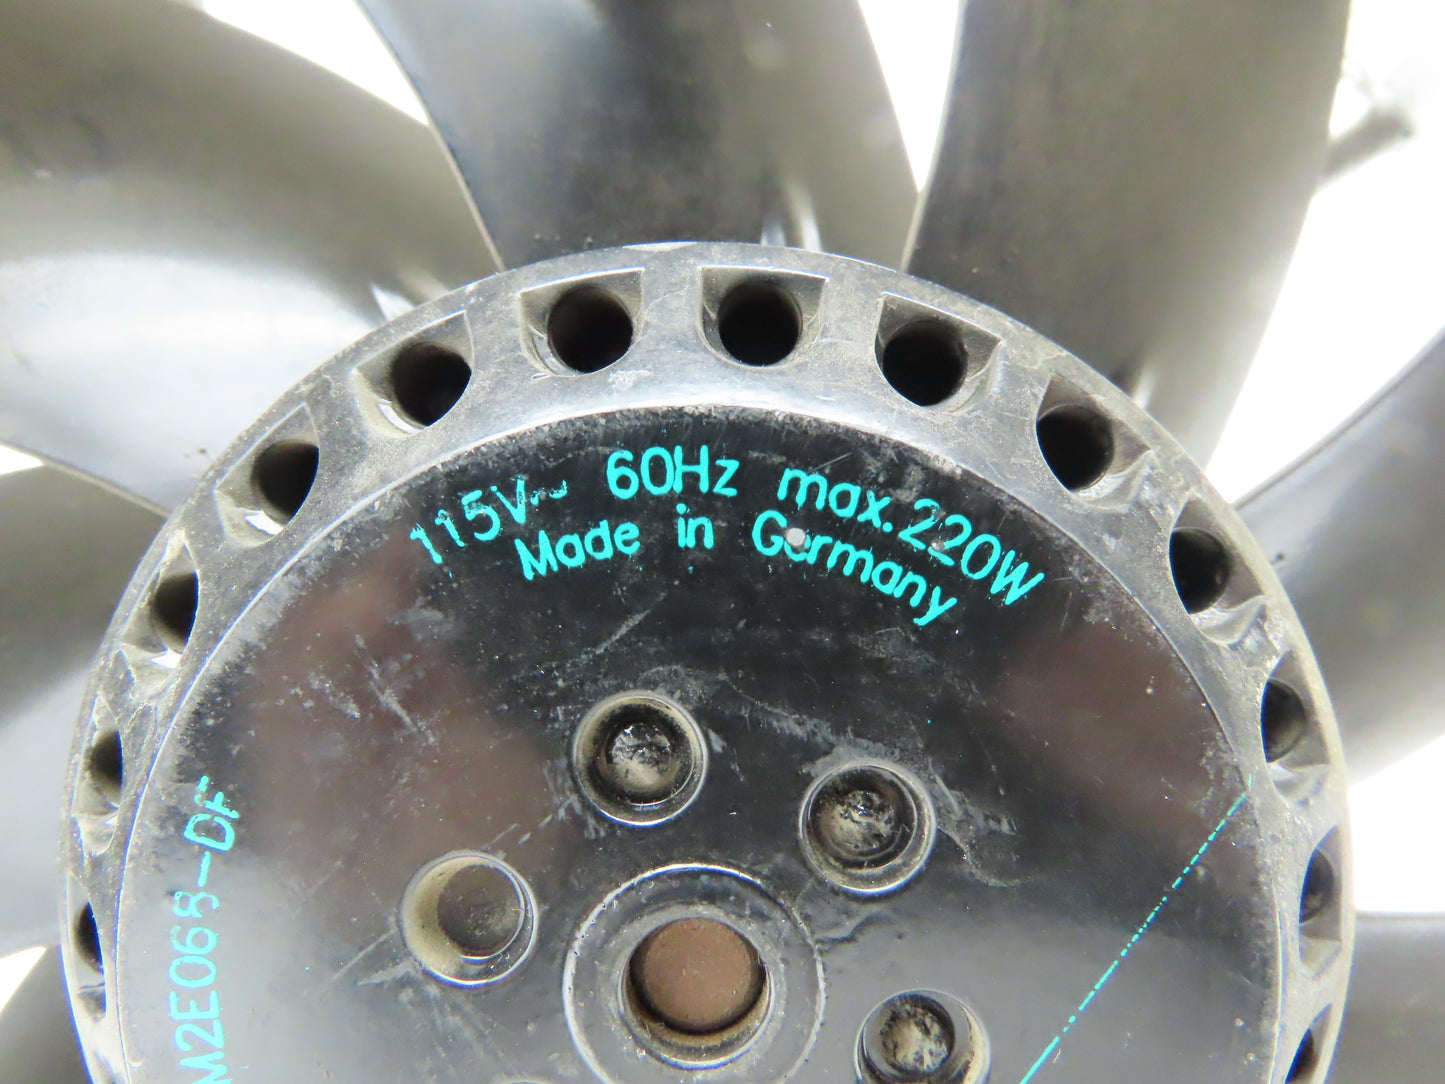 115V~ 60Hz max.220W
Made in Germany
M2E068-DF